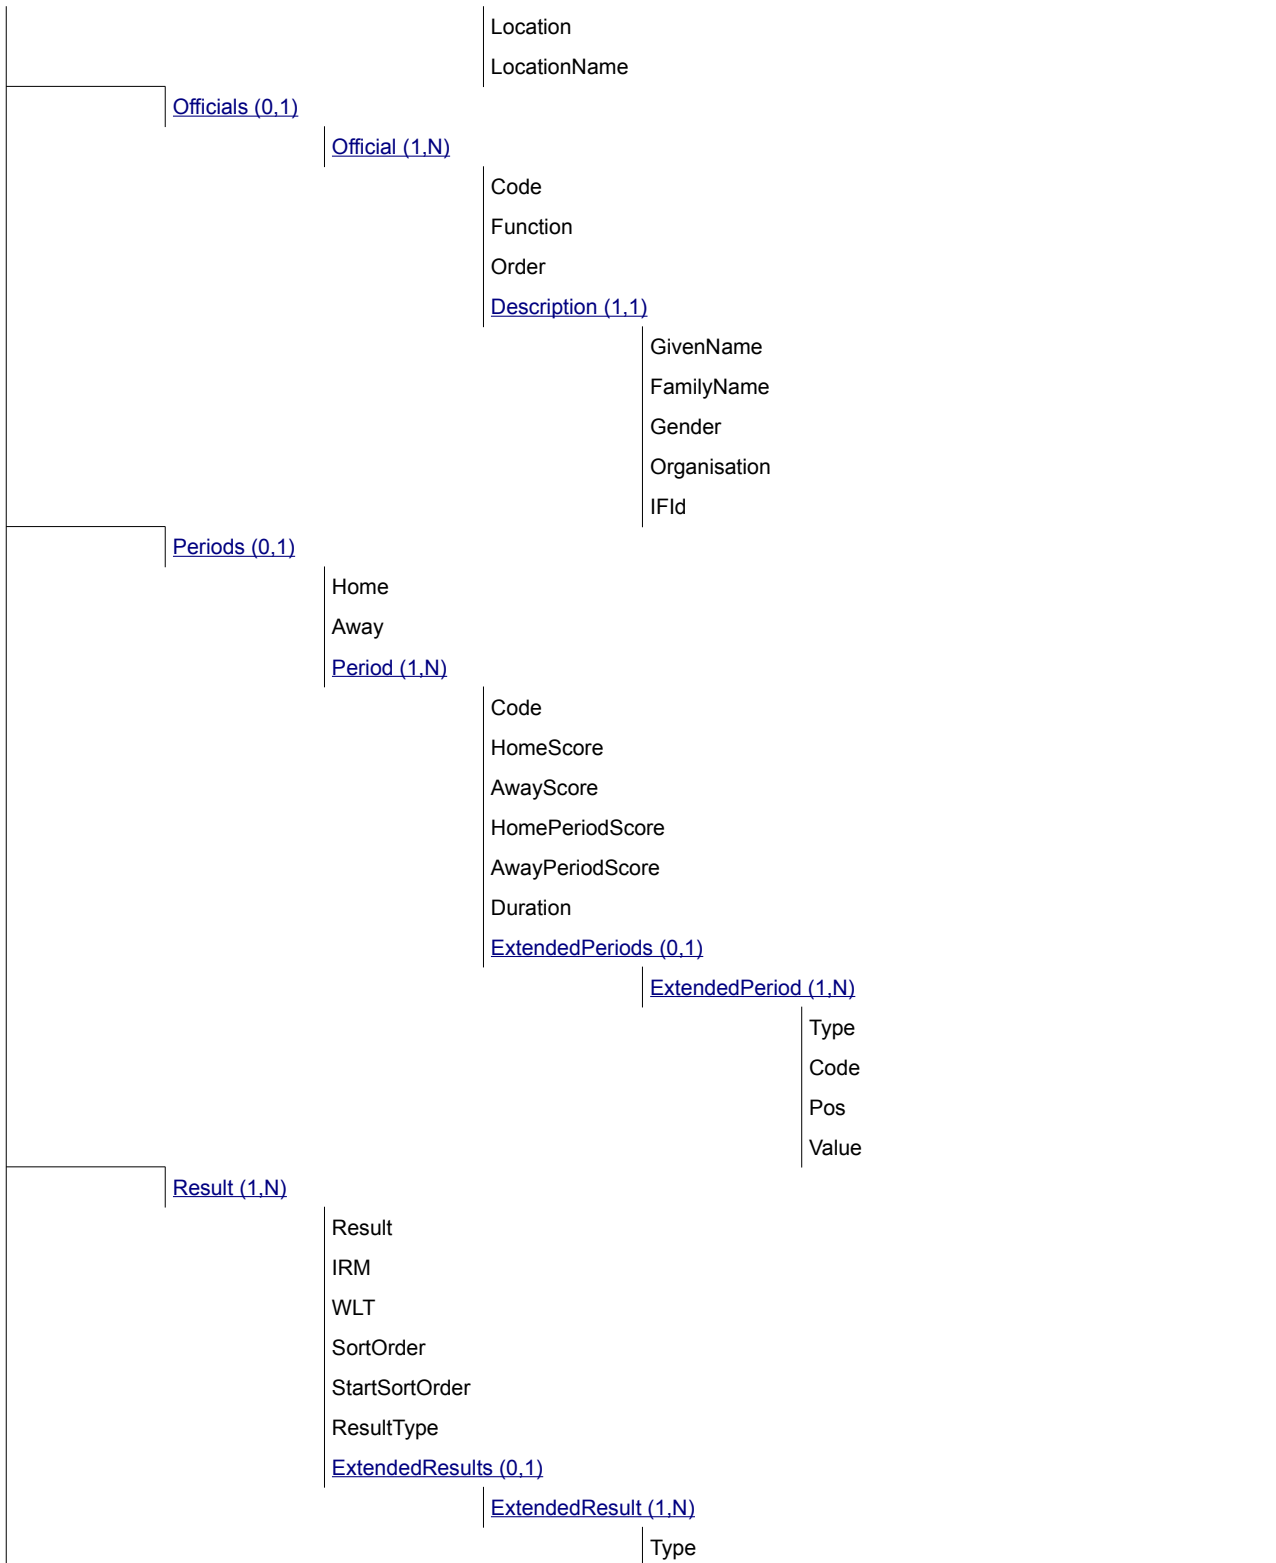 Location
LocationName
Officials (0,1)
Official (1,N)
Code
Function
Order
Description (1,1)
GivenName
FamilyName
Gender
Organisation
IFId
Periods (0,1)
Home
Away
Period (1,N)
Code
HomeScore
AwayScore
HomePeriodScore
AwayPeriodScore
Duration
ExtendedPeriods (0,1)
ExtendedPeriod (1,N)
Type
Code
Pos
Value
Result (1,N)
Result
IRM
WLT
SortOrder
StartSortOrder
ResultType
ExtendedResults (0,1)
ExtendedResult (1,N)
Type